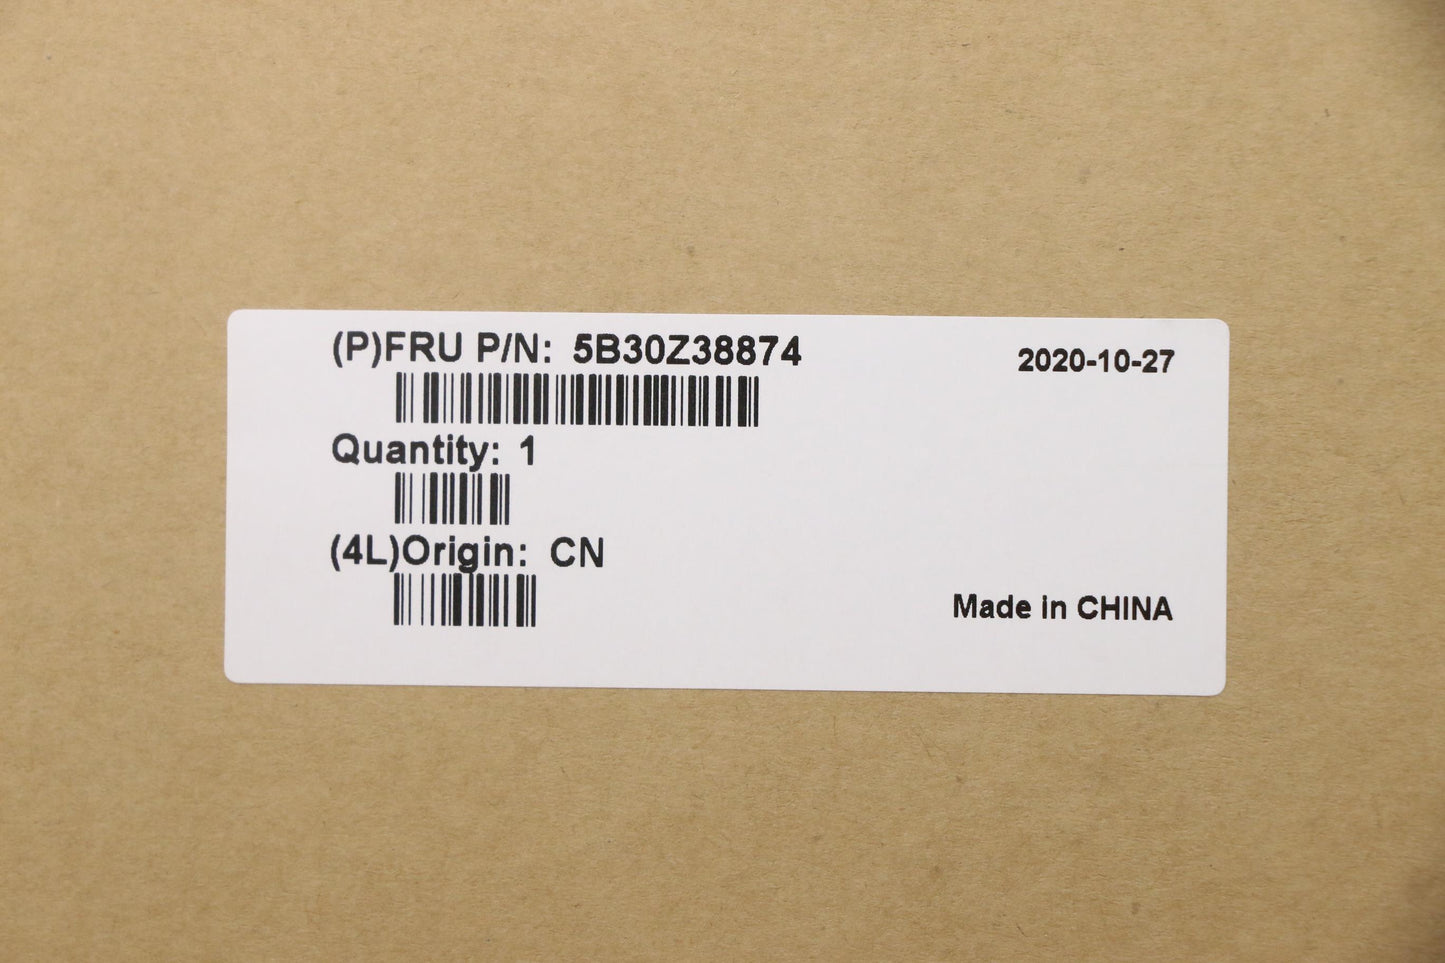 (P)FRU P/N: 5B30Z38874
2020-10-27
Quantity: 1
(4L)Origin: CN
Made in CHINA